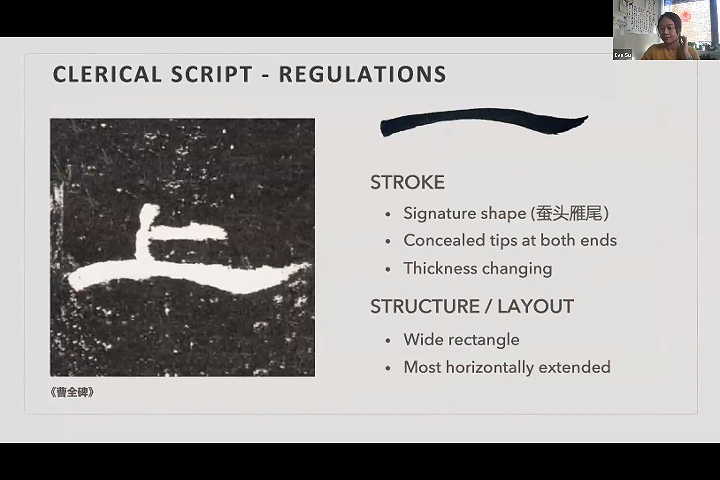 CLERICAL SCRIPT - REGULATIONS
上
STROKE
• Signature shape (蚕头雁尾)
• Concealed tips at both ends
• Thickness changing
STRUCTURE / LAYOUT
• Wide rectangle
• Most horizontally extended
《曹全碑》